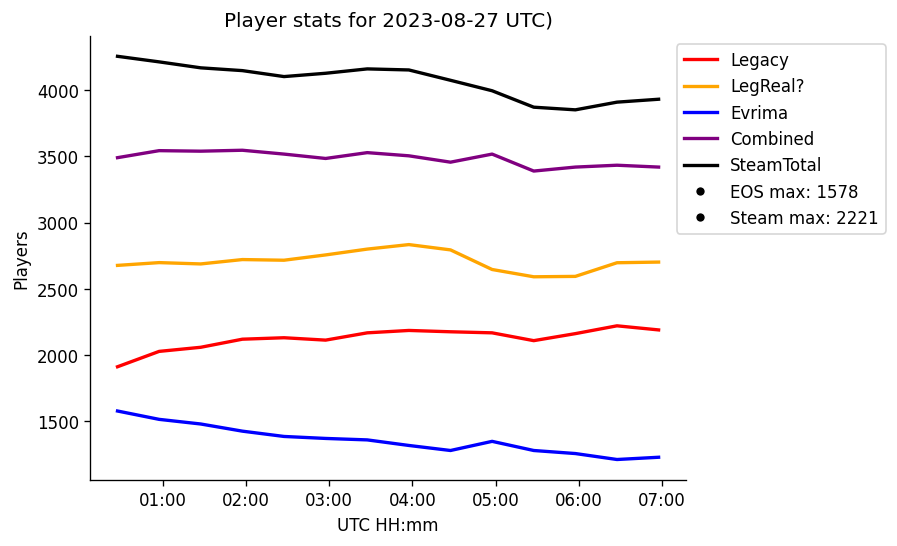 Player stats for 2023-08-27 UTC)
Players
4000
3500
3000
2500
2000
1500
01:00 02:00 03:00 04:00 05:00 06:00 07:00
UTC HH:mm
Legacy
LegReal?
Evrima
Combined
SteamTotal
EOS max: 1578
Steam max: 2221